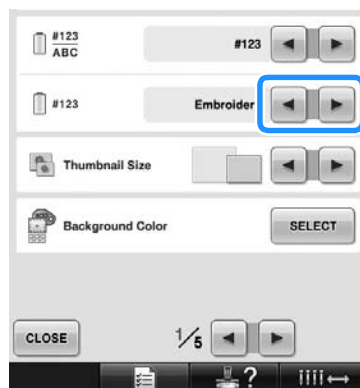 #123
ABC
#123
#123
Embroider
Thumbnail Size
Background Color
SELECT
CLOSE
1/5
?